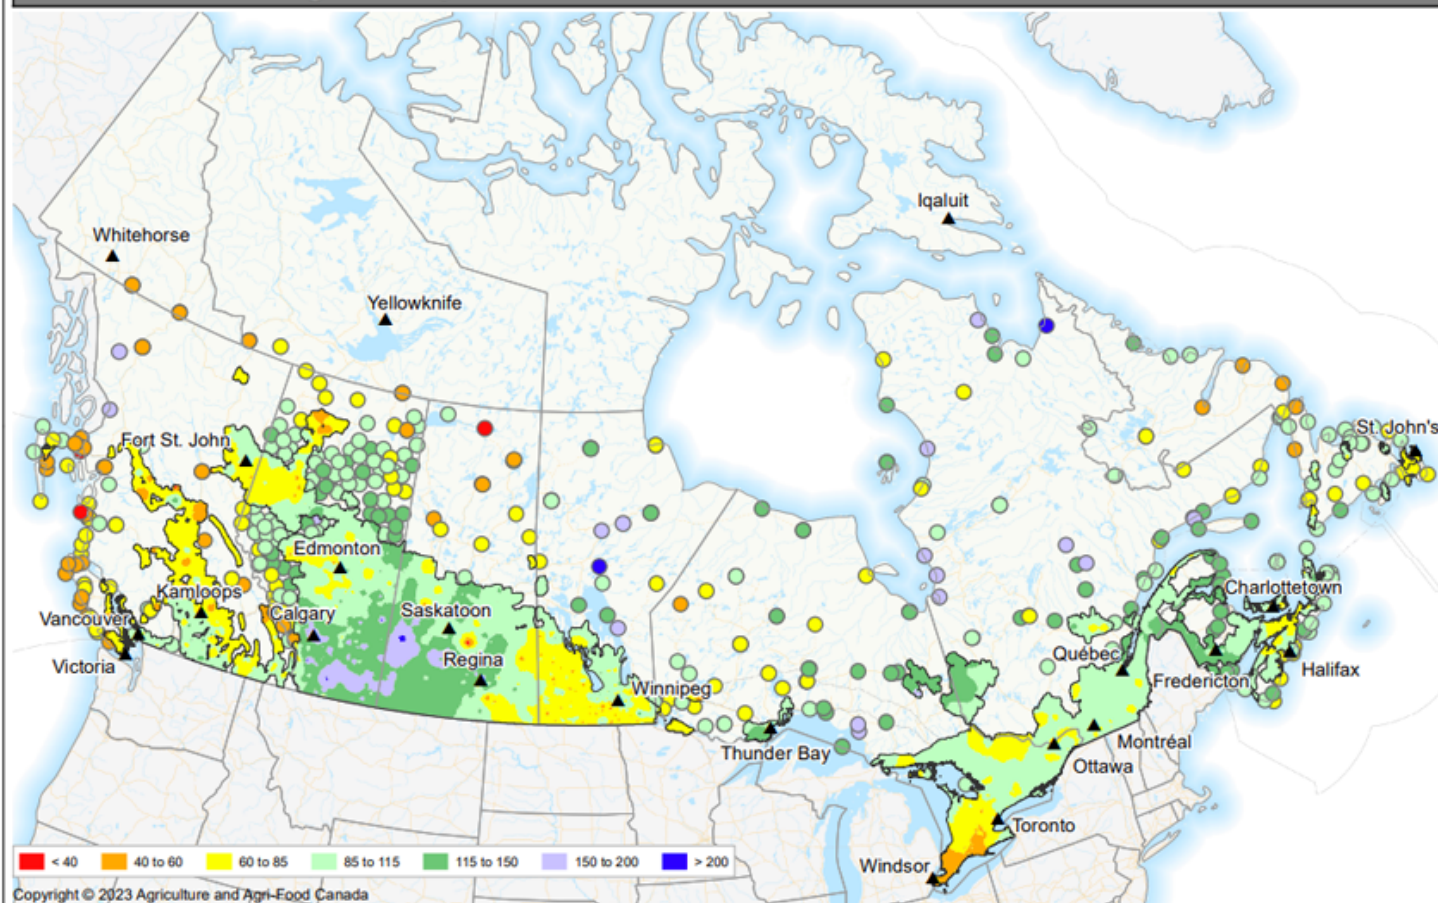 Iqaluit
Whitehorse
Yellowknife
St. John's
Fort St. John
Edmonton
Kamloops
Charlottetown
Vancouver
Calgary
Saskatoon
Québec
Victoria
Regina
Halifax
Fredericton
Winnipeg
Montréal
Thunder Bay
Ottawa
Toronto
Windsor
< 40 40 to 60 60 to 85 85 to 115 115 to 150 150 to 200 > 200
Copyright © 2023 Agriculture and Agri-Food Canada